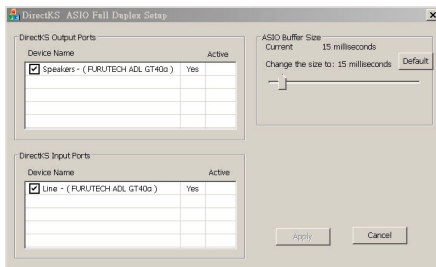 DirectKS ASIO Full Duplex Setup
DirectKS Output Ports
Device Name Active
Speakers - ( FURUTECH ADL GT40α ) Yes
ASIO Buffer Size
Current 15 milliseconds
Change the size to: 15 milliseconds Default
DirectKS Input Ports
Device Name Active
Line - ( FURUTECH ADL GT40α ) Yes
Apply Cancel